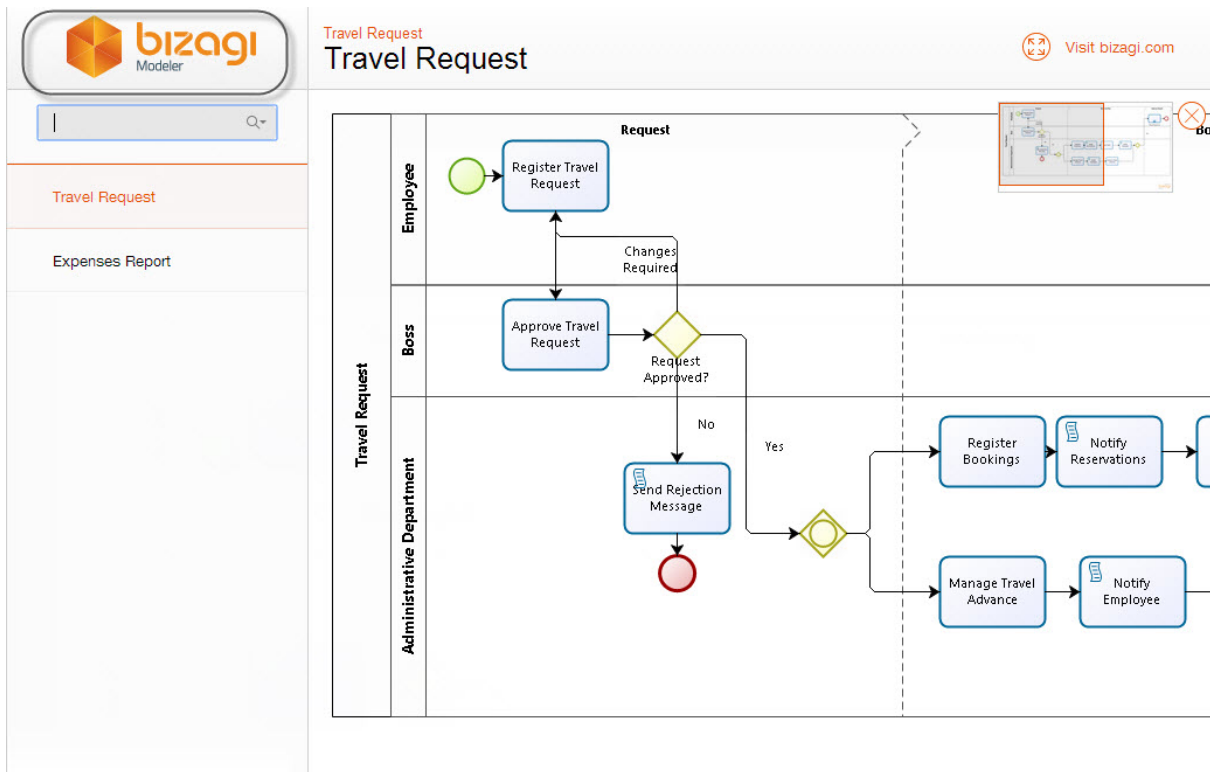 bizagi
Modeler
Travel Request
Travel Request
Visit bizagi.com
Travel Request
Expenses Report
Request
Bo
Travel Request
Employee
Register Travel
Request
Changes
Required
Boss
Approve Travel
Request
Request
Approved?
Administrative Department
No
Yes
Send Rejection
Message
Register
Bookings
Notify
Reservations
Manage Travel
Advance
Notify
Employee